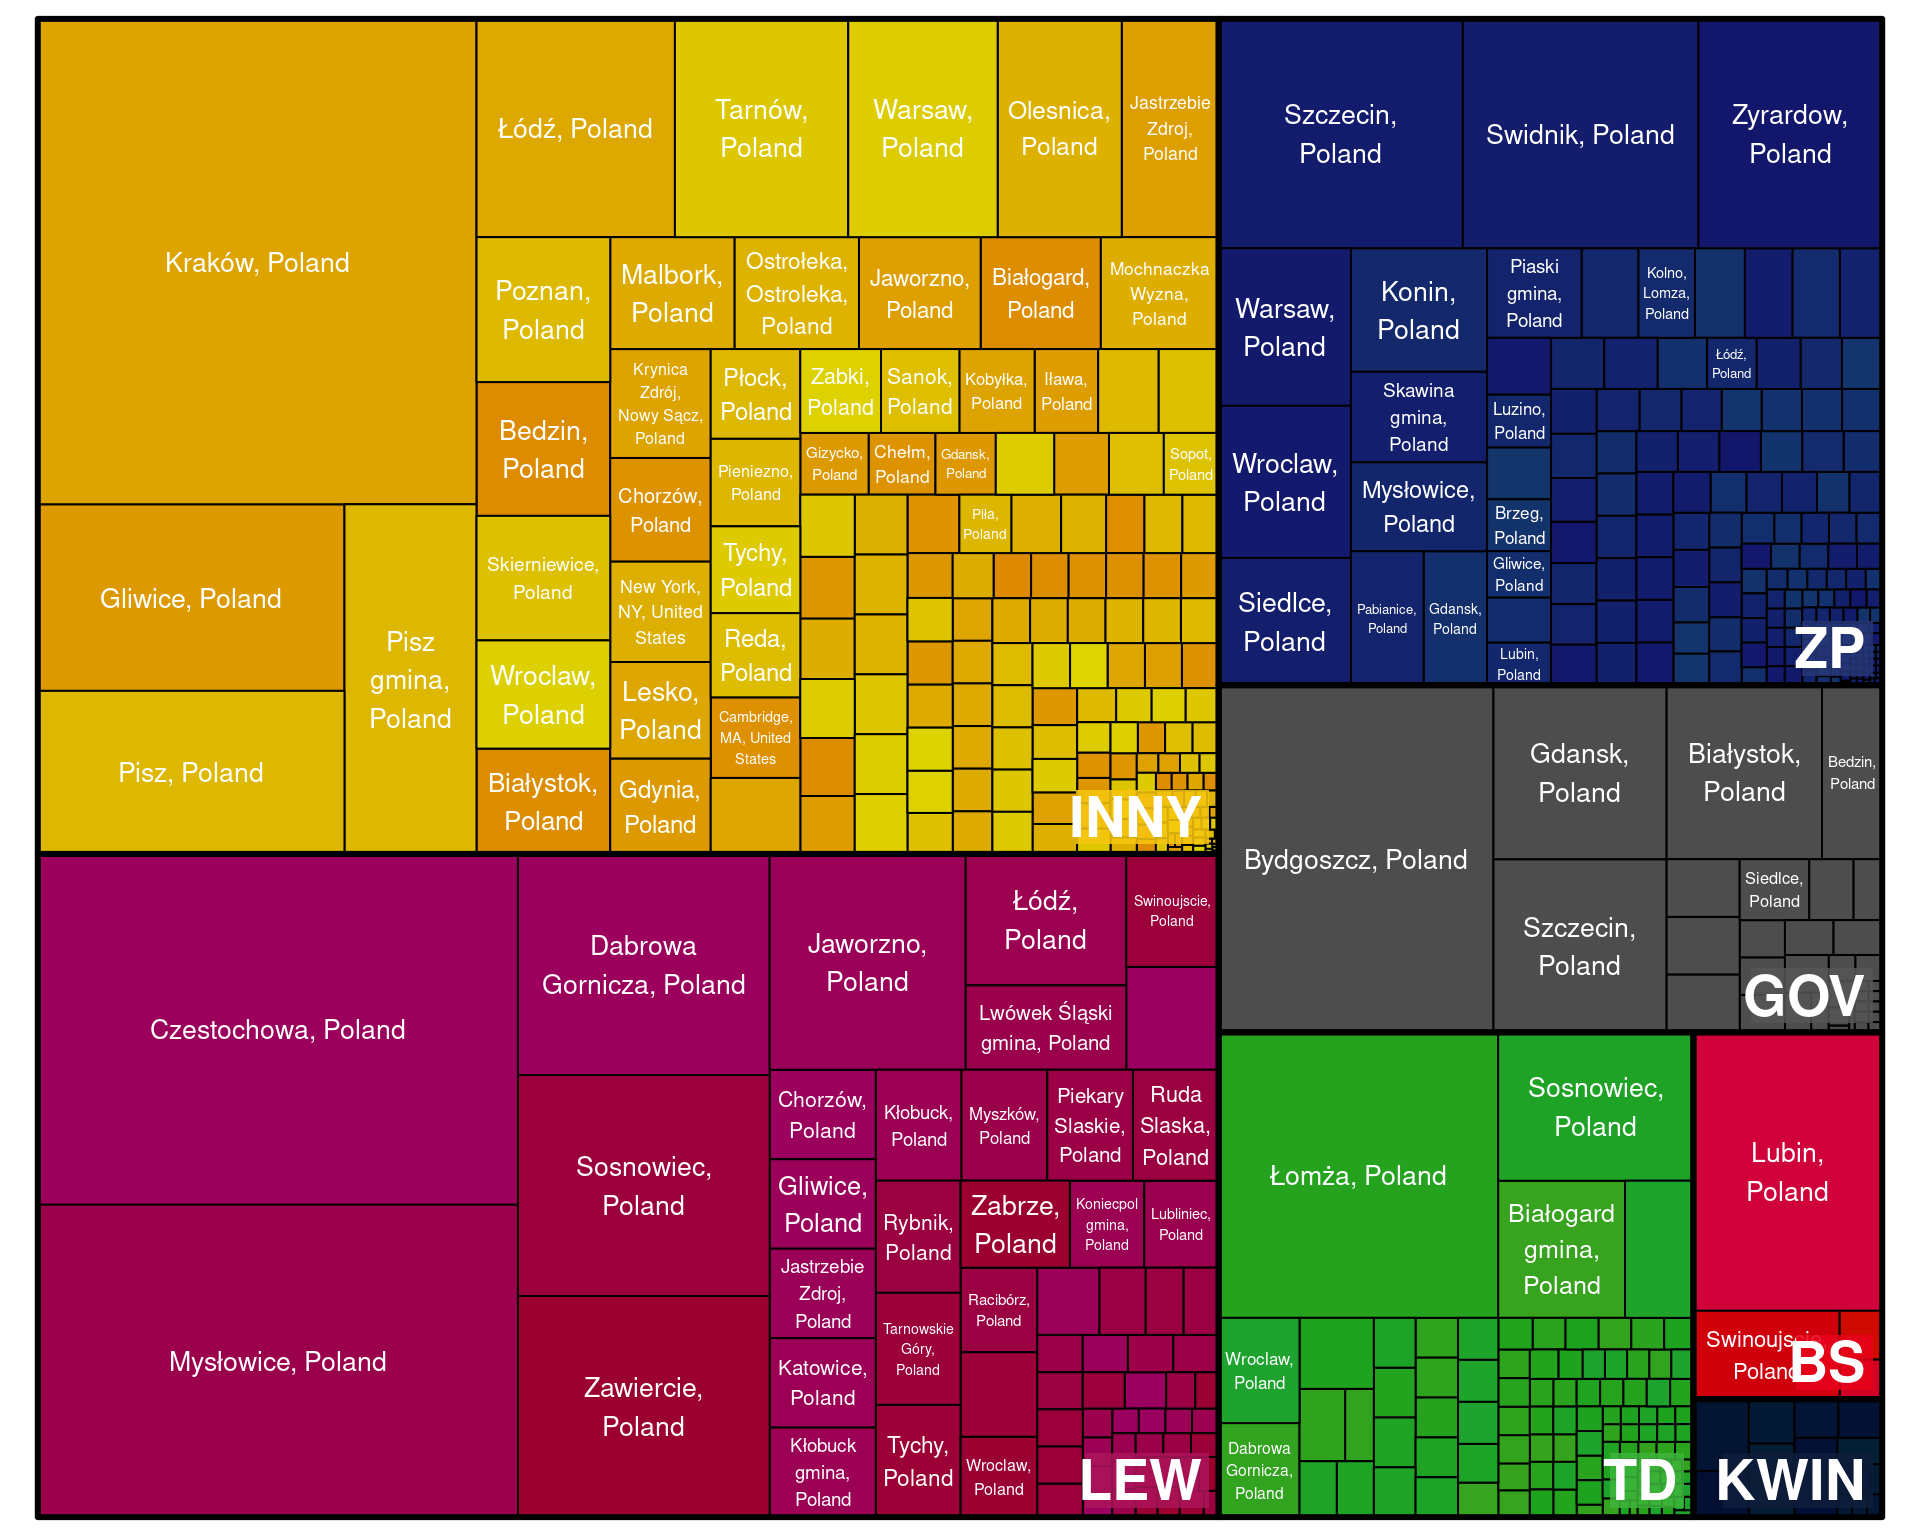 Kraków, Poland
Łódź, Poland
Tarnów,
Poland
Warsaw,
Poland
Olesnica,
Poland
Jastrzebie
Zdroj,
Poland
Poznan,
Poland
Malbork,
Poland
Ostrołeka,
Ostroleka,
Poland
Jaworzno,
Poland
Białogard,
Poland
Mochnaczka
Wyzna,
Poland
Bedzin,
Poland
Krynica
Zdrój,
Nowy Sącz,
Poland
Płock,
Poland
Zabki,
Poland
Sanok,
Poland
Kobyłka,
Poland
Iława,
Poland
Gizycko,
Poland
Chełm,
Poland
Gdansk,
Poland
Sopot,
Poland
Chorzów,
Poland
Pieniezno,
Poland
Piła,
Poland
Gliwice, Poland
Pisz
gmina,
Poland
Pisz, Poland
Skierniewice,
Poland
New York,
NY, United
States
Tychy,
Poland
Reda,
Poland
Wroclaw,
Poland
Lesko,
Poland
Cambridge,
MA, United
States
Białystok,
Poland
Gdynia,
Poland
INNY
Szczecin,
Poland
Swidnik, Poland
Zyrardow,
Poland
Warsaw,
Poland
Konin,
Poland
Piaski
gmina,
Poland
Kolno,
Lomza,
Poland
Łódź,
Poland
Skawina
gmina,
Poland
Luzino,
Poland
Wroclaw,
Poland
Mysłowice,
Poland
Brzeg,
Poland
Gliwice,
Poland
Siedlce,
Poland
Pabianice,
Poland
Gdansk,
Poland
Lubin,
Poland
ZP
Bydgoszcz, Poland
Gdansk,
Poland
Białystok,
Poland
Bedzin,
Poland
Szczecin,
Poland
Siedlce,
Poland
GOV
Czestochowa, Poland
Dabrowa
Gornicza, Poland
Jaworzno,
Poland
Łódź,
Poland
Swinoujscie,
Poland
Lwówek Śląski
gmina, Poland
Mysłowice, Poland
Sosnowiec,
Poland
Zawiercie,
Poland
Chorzów,
Poland
Kłobuck,
Poland
Myszków,
Poland
Piekary
Slaskie,
Poland
Ruda
Slaska,
Poland
Gliwice,
Poland
Rybnik,
Poland
Zabrze,
Poland
Koniecpol
gmina,
Poland
Lubliniec,
Poland
Jastrzebie
Zdroj,
Poland
Tarnowskie
Góry,
Poland
Racibórz,
Poland
Katowice,
Poland
Kłobuck
gmina,
Poland
Tychy,
Poland
Wroclaw,
Poland
LEW
Łomża, Poland
Sosnowiec,
Poland
Białogard
gmina,
Poland
Wroclaw,
Poland
Dabrowa
Gornicza,
Poland
TD
Lubin,
Poland
Swinoujscie,
Poland
BS
KWIN